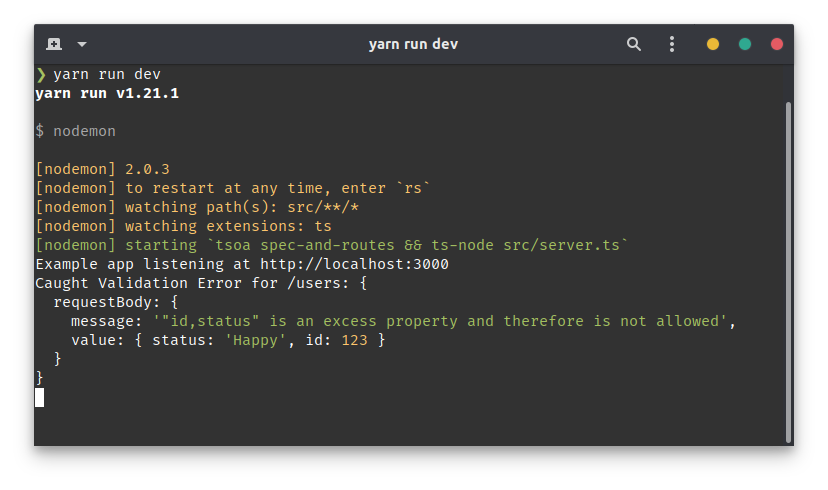 yarn run dev
❯ yarn run dev
yarn run v1.21.1
$ nodemon
[nodemon] 2.0.3
[nodemon] to restart at any time, enter `rs`
[nodemon] watching path(s): src/**/*
[nodemon] watching extensions: ts
[nodemon] starting `tsoa spec-and-routes && ts-node src/server.ts`
Example app listening at http://localhost:3000
Caught Validation Error for /users: {
  requestBody: {
    message: '"id,status" is an excess property and therefore is not allowed',
    value: { status: 'Happy', id: 123 }
  }
}